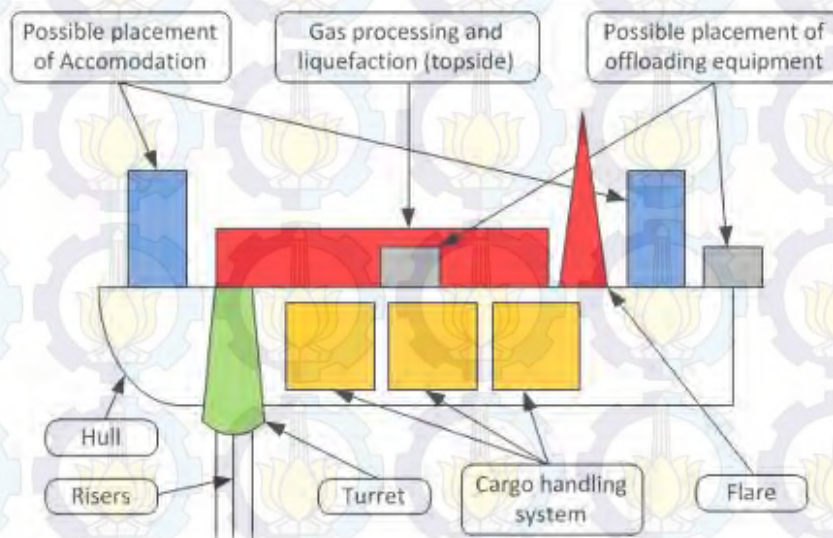 Possible placement
of Accomodation
Gas processing and
liquefaction (topside)
Possible placement of
offloading equipment
Hull
Risers
Turret
Cargo handling
system
Flare